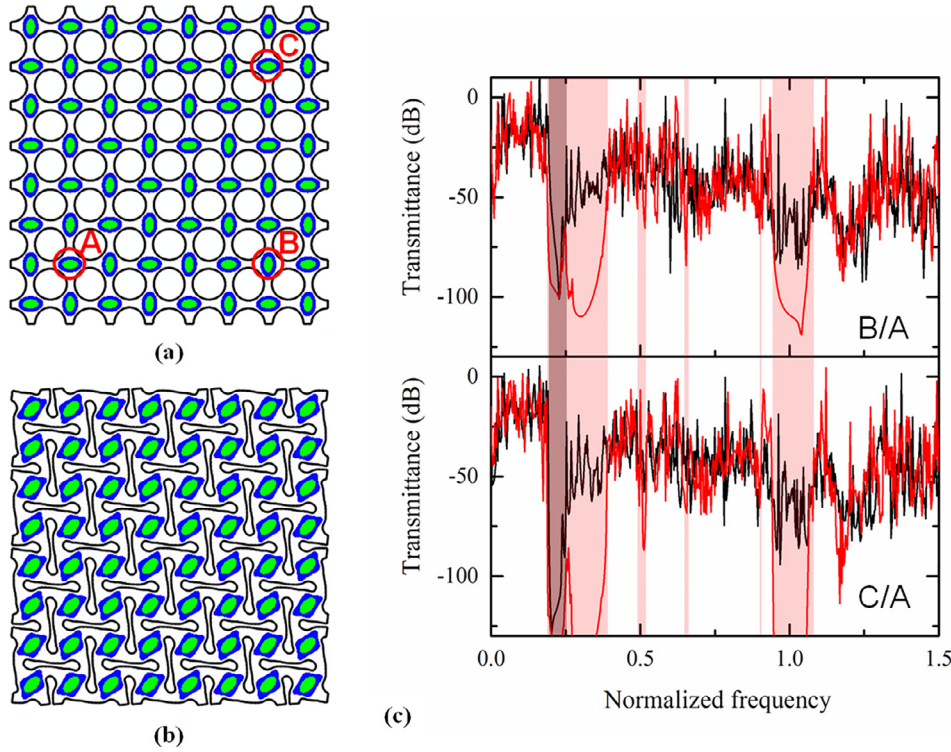 C
A
B
(a)
(b)
Transmittance (dB)
0
-50
-100
B/A
Transmittance (dB)
0
-50
-100
C/A
0.0 0.5 1.0 1.5
Normalized frequency
(c)